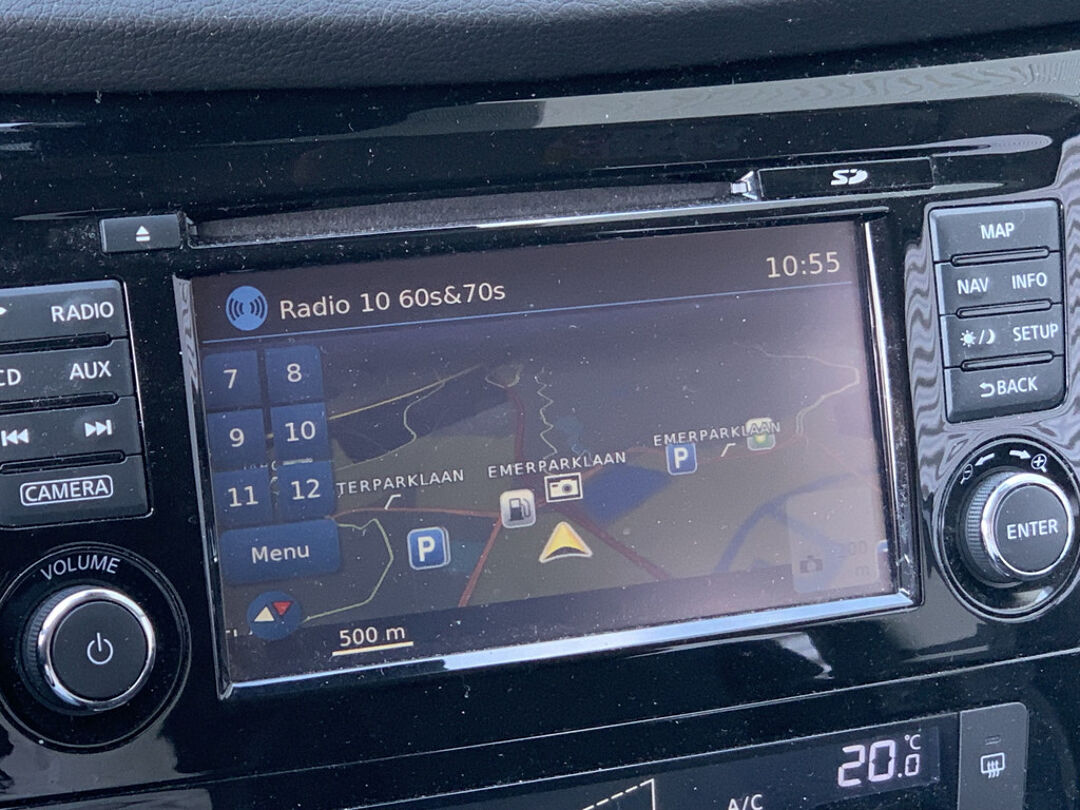 SD
MAP
NAV INFO
SETUP
BACK
ENTER
RADIO
CD AUX
CAMERA
VOLUME
Radio 10 60s&70s
10:55
7 8
9 10
11 12
Menu
EMERPARKLAAN
EMERPARKLAAN
TERPARKLAAN
P
P
500 m
20.0 °C
A/C